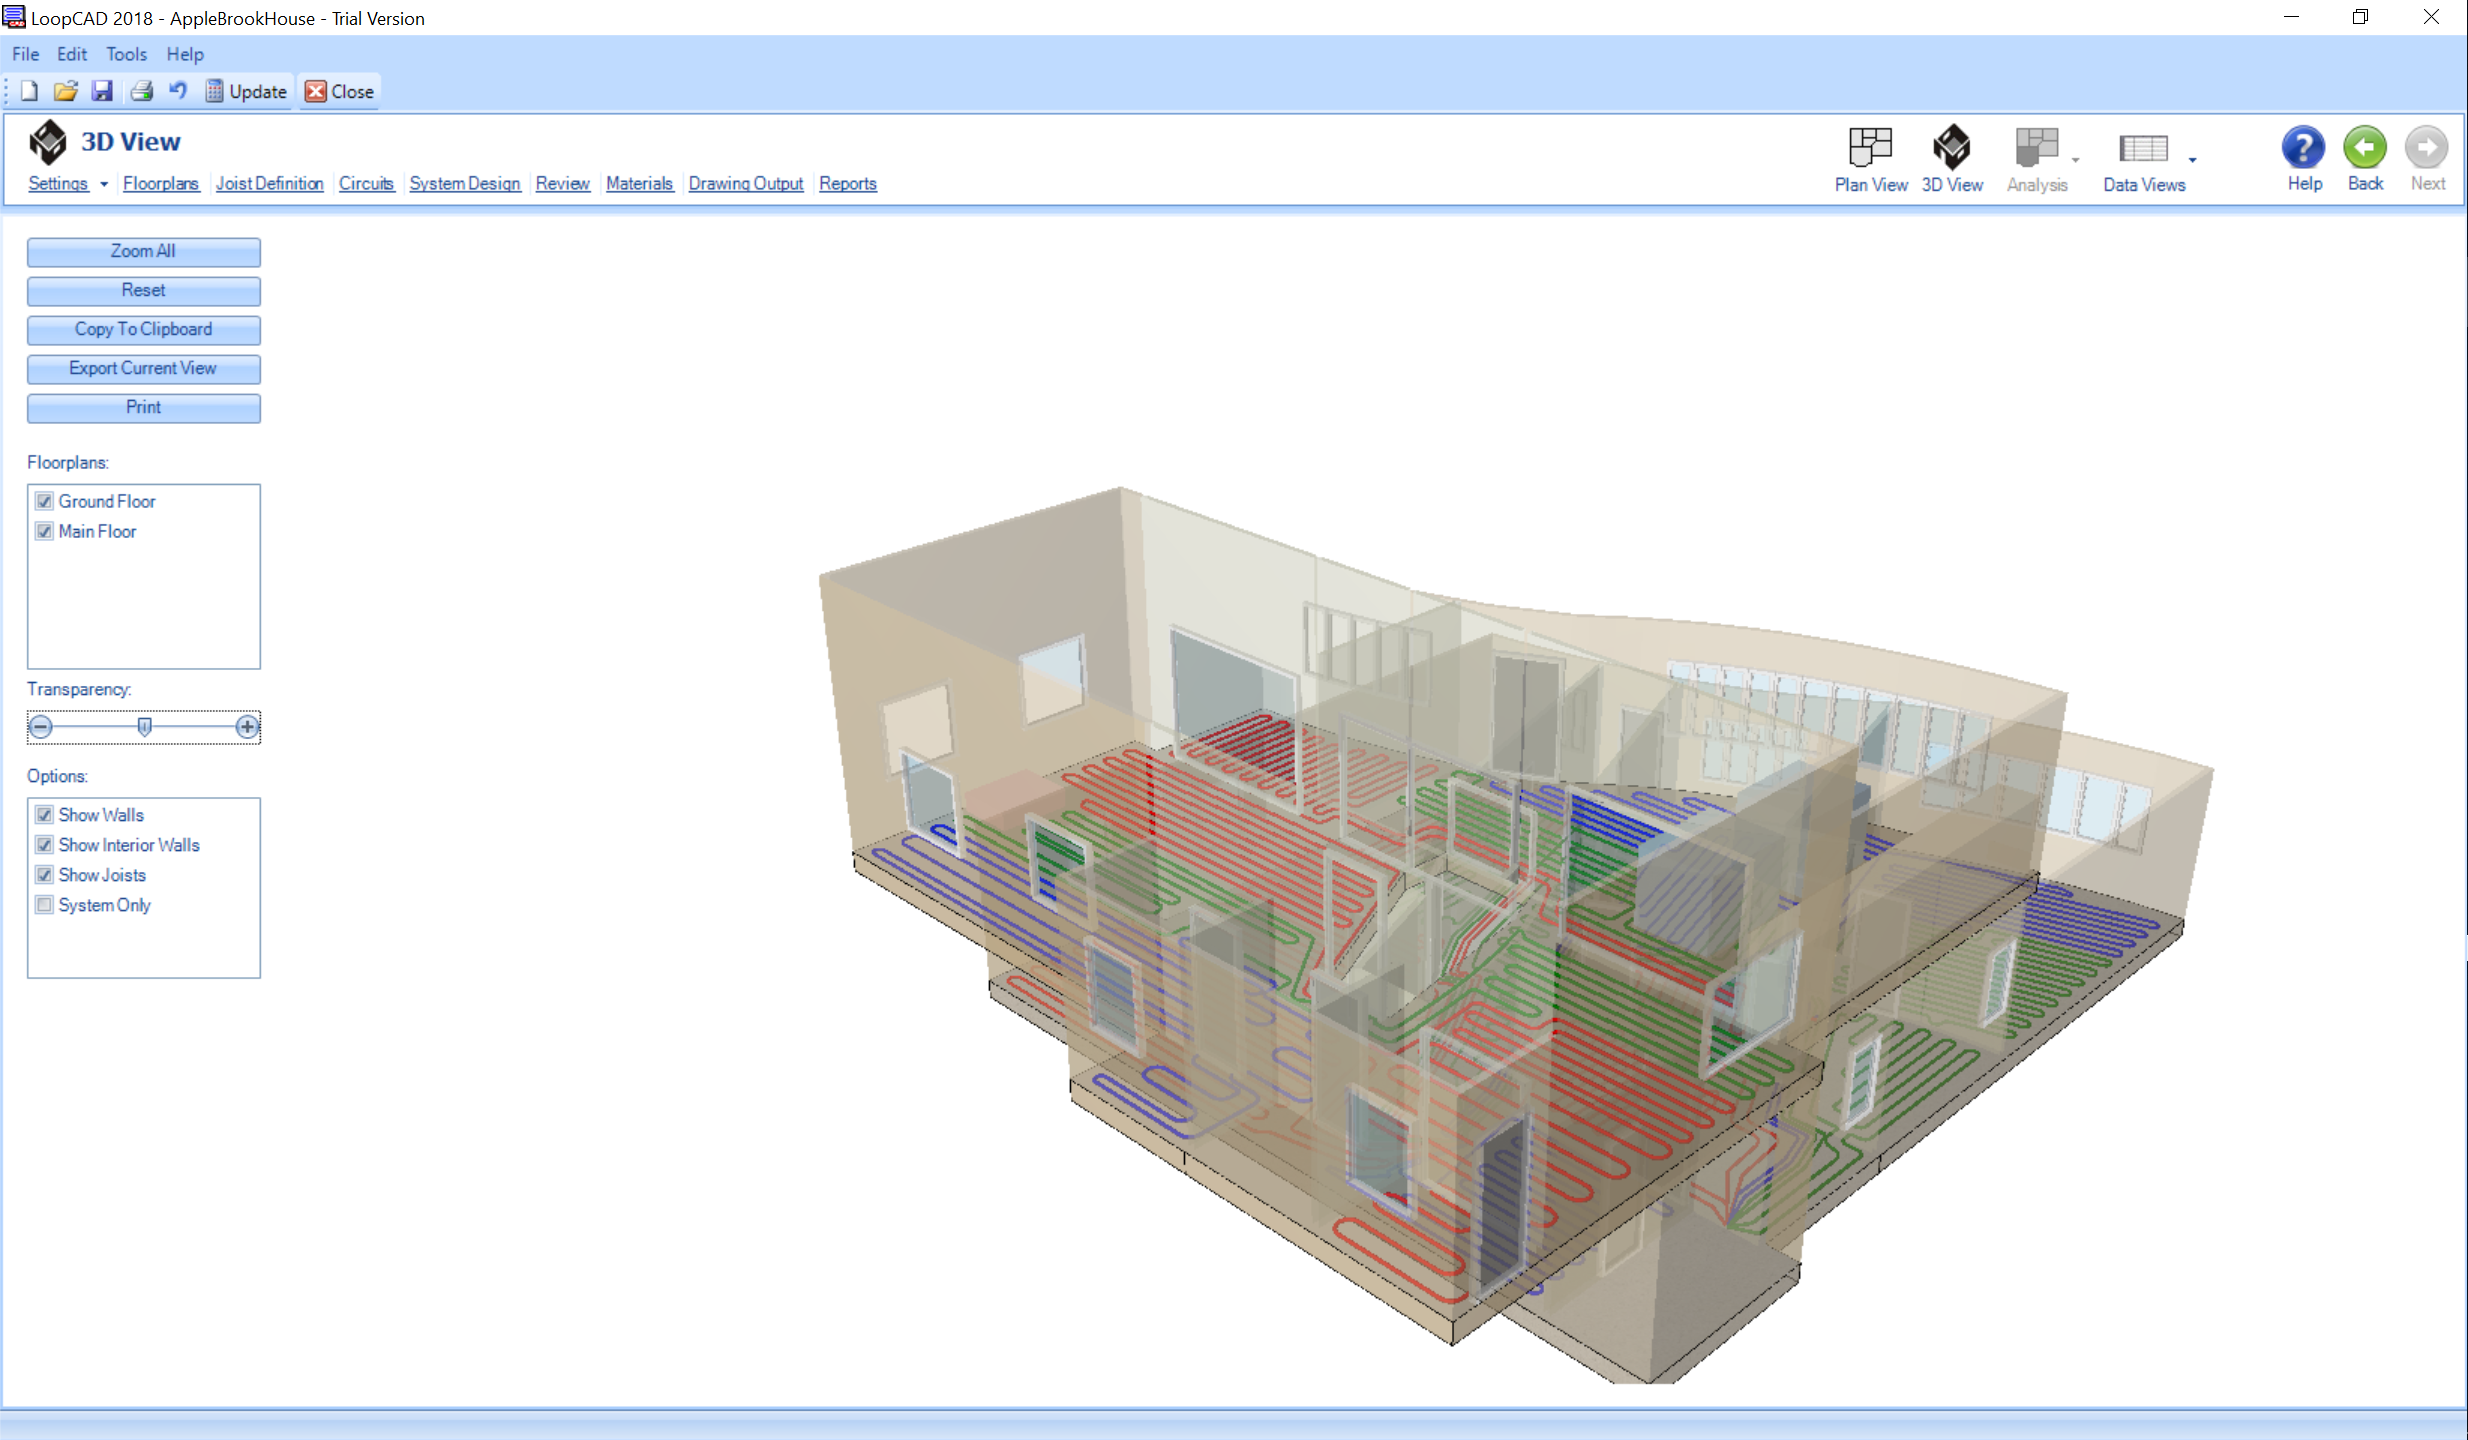 LoopCAD 2018 - AppleBrookHouse - Trial Version
File Edit Tools Help
Update Close
3D View
Settings Floorplans Joist Definition Circuits System Design Review Materials Drawing Output Reports
Plan View 3D View Analysis Data Views Help Back Next
Zoom All
Reset
Copy To Clipboard
Export Current View
Print
Floorplans:
Ground Floor
Main Floor
Transparency:
Options:
Show Walls
Show Interior Walls
Show Joists
System Only